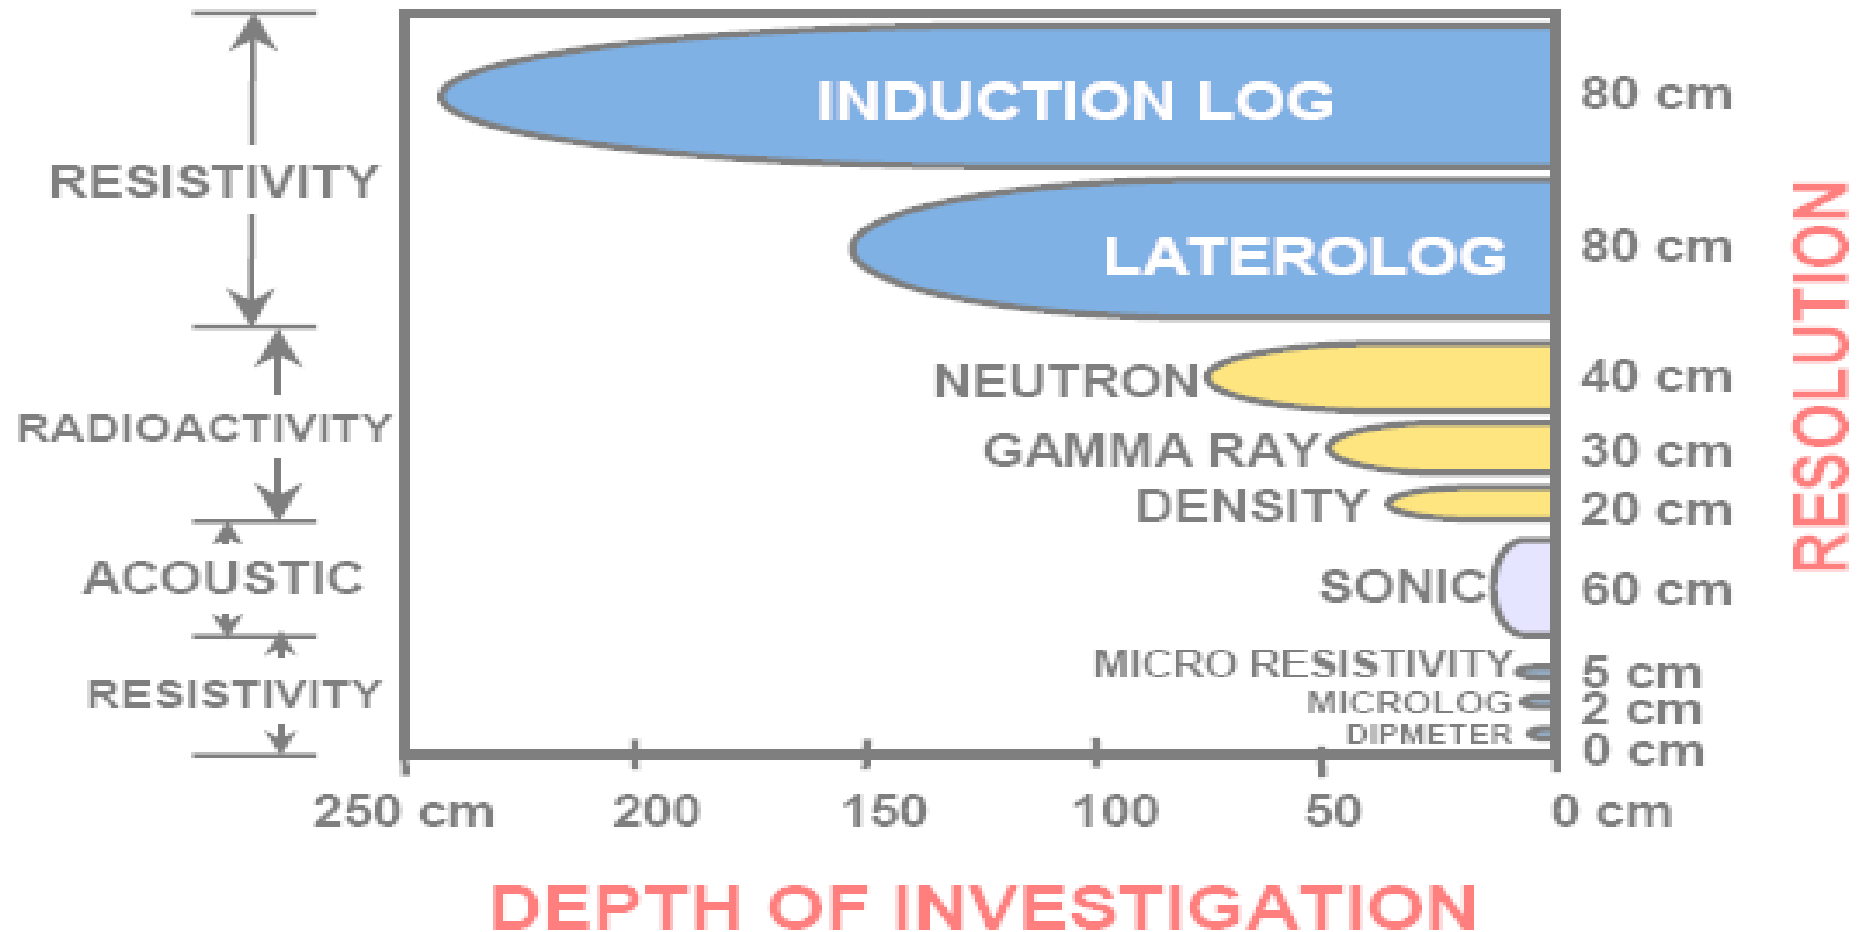 INDUCTION LOG
80 cm
RESISTIVITY
LATEROLOG
80 cm
NEUTRON
40 cm
RADIOACTIVITY
GAMMA RAY
30 cm
DENSITY
20 cm
ACOUSTIC
SONIC
60 cm
RESISTIVITY
MICRO RESISTIVITY
5 cm
MICROLOG
2 cm
DIPMETER
0 cm
RESOLUTION
250 cm 200 150 100 50 0 cm
DEPTH OF INVESTIGATION